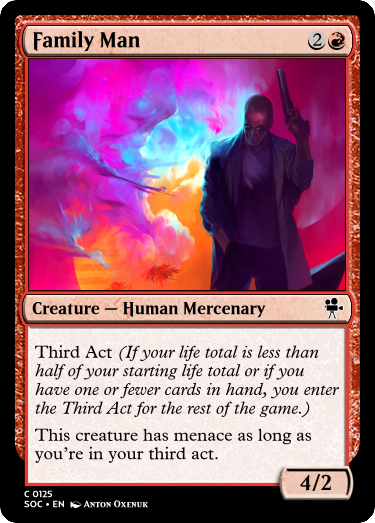 Family Man 2
Creature — Human Mercenary
Third Act (If your life total is less than
half of your starting life total or if you
have one or fewer cards in hand, you enter
the Third Act for the rest of the game.)
This creature has menace as long as
you're in your third act.
4/2
C 0125
SOC • EN Anton Oxenuk